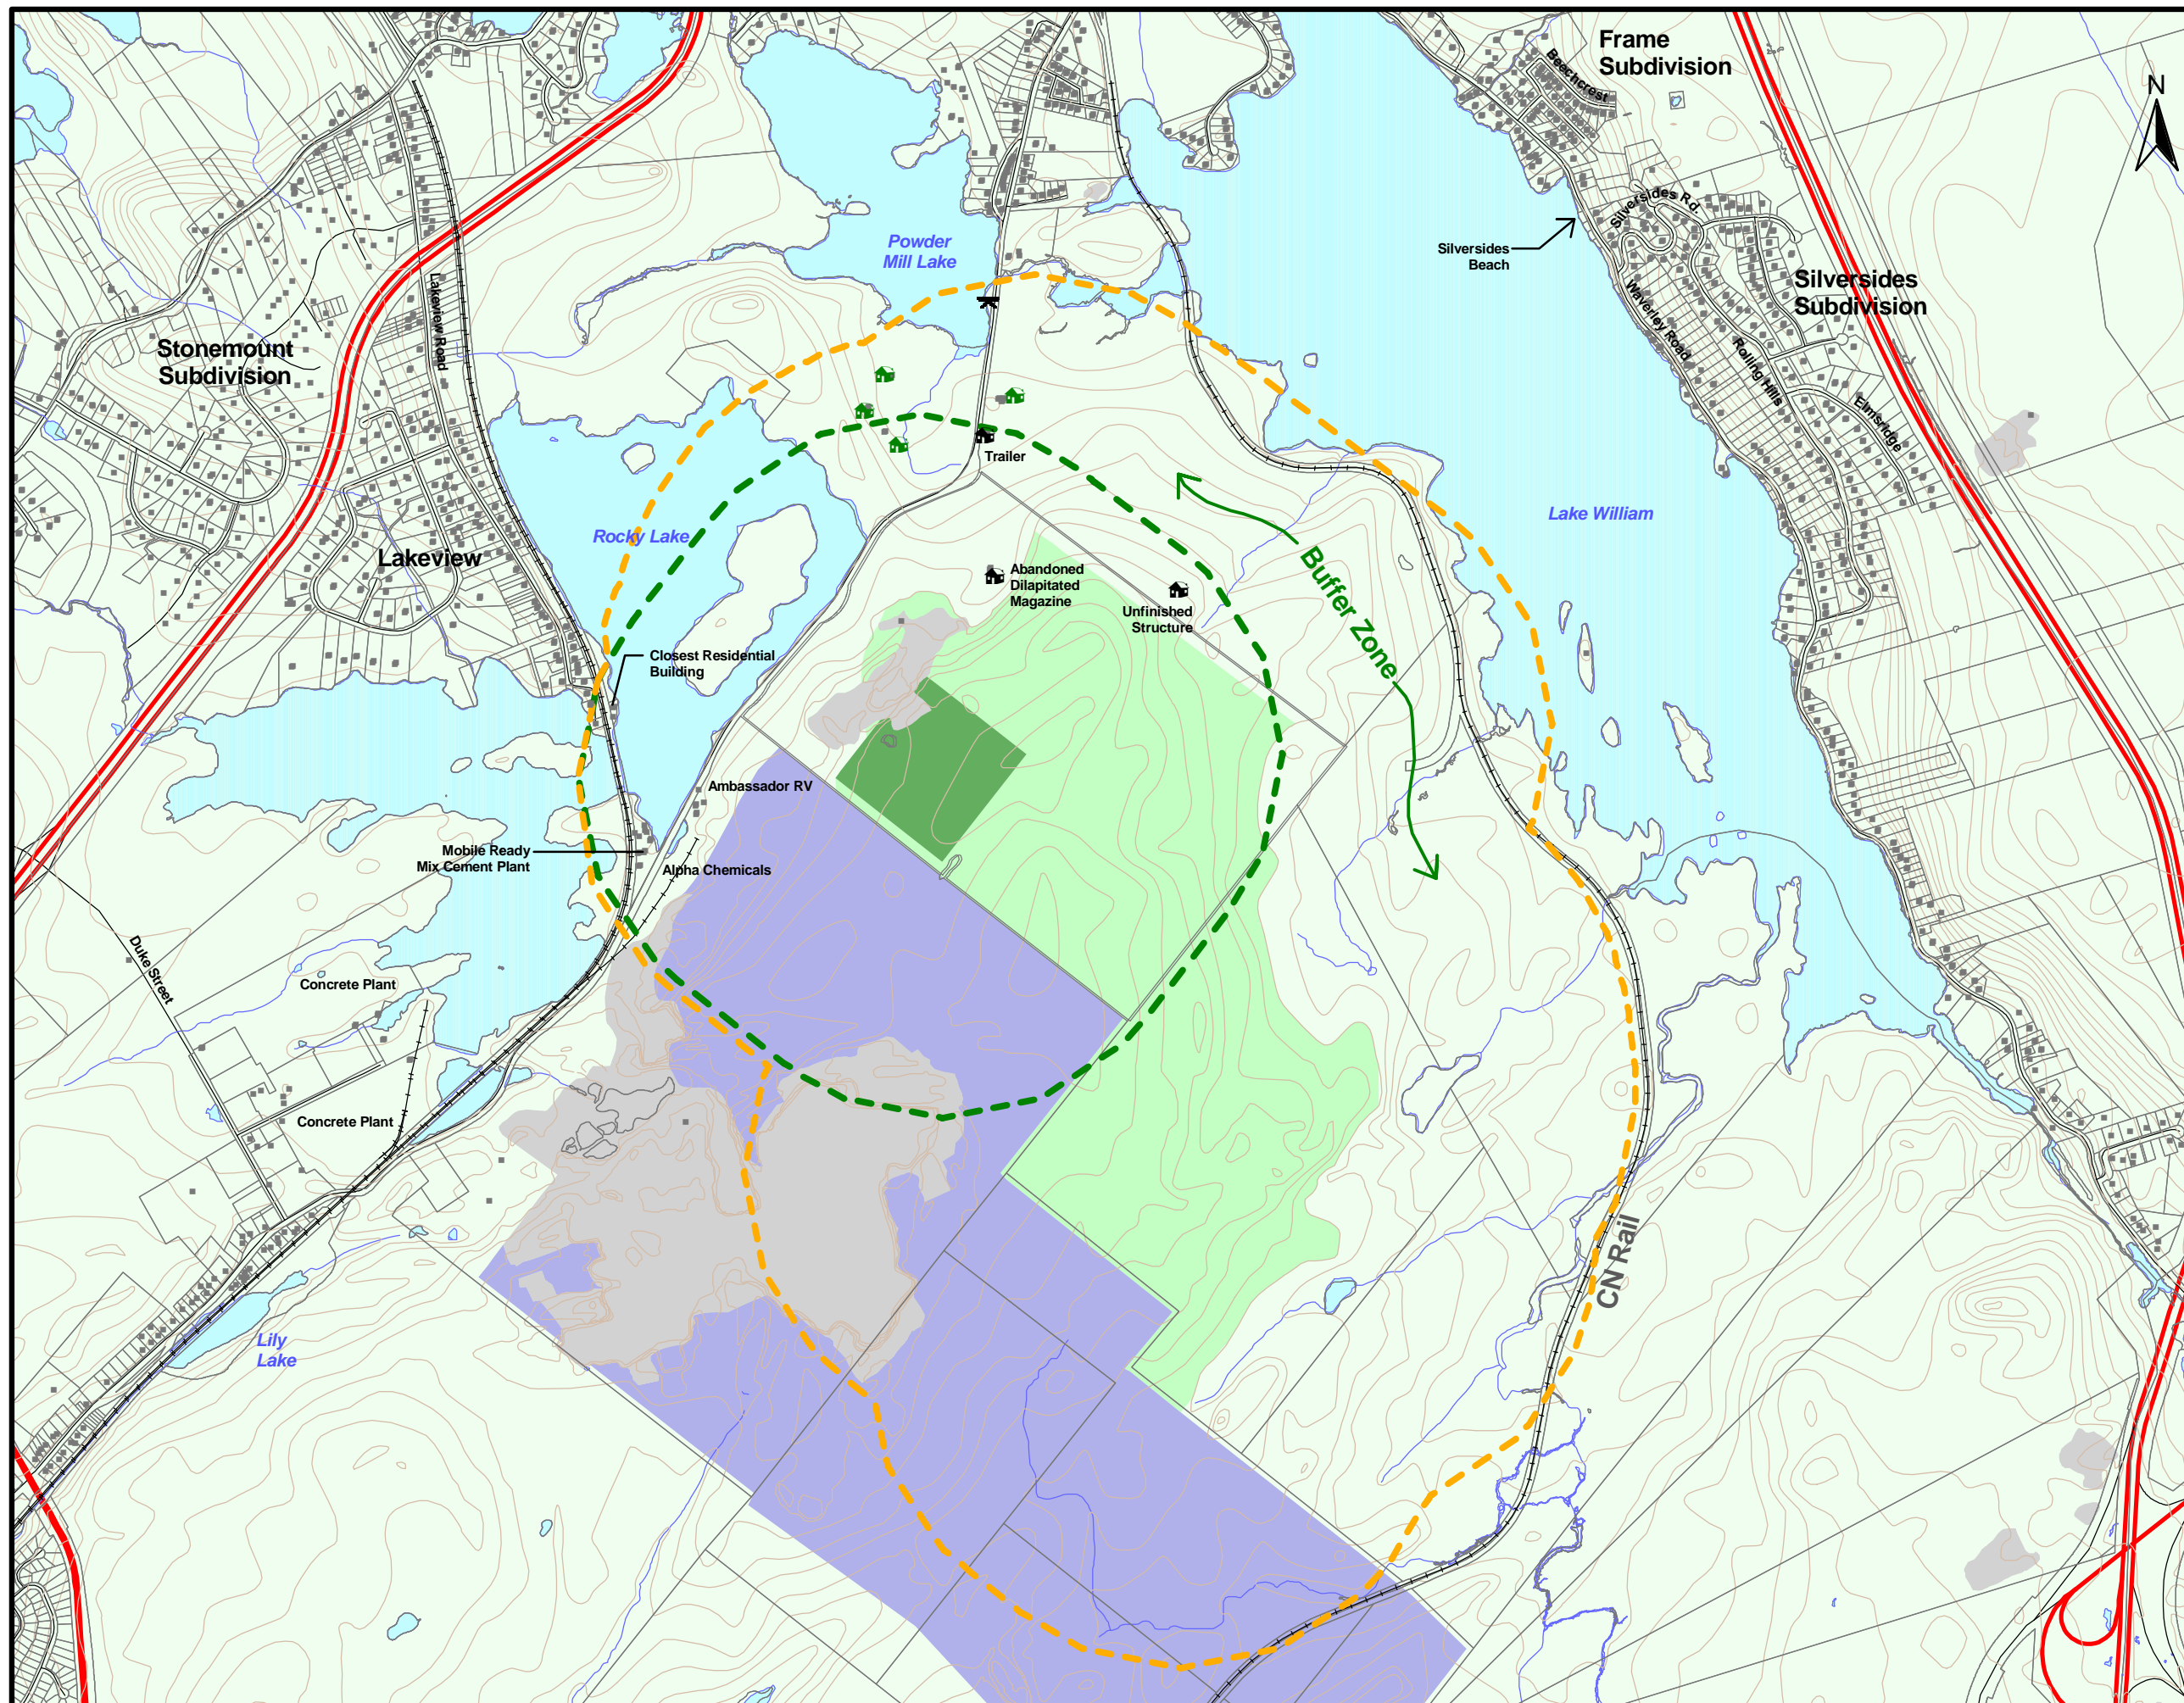 Frame
Subdivision
Beechcrest
N
Silversides Rd.
Powder
Mill Lake
Silversides
Beach
Silversides
Subdivision
Lakeview Road
Waverley Road
Stonemount
Subdivision
Rolling Hills
Elmsridge
Trailer
Lake William
Rocky Lake
Lakeview
Abandoned
Dilapitated
Magazine
Buffer Zone
Unfinished
Structure
Closest Residential
Building
Ambassador RV
Mobile Ready
Mix Cement Plant
Alpha Chemicals
Duke Street
Concrete Plant
Concrete Plant
CN Rail
Lily
Lake